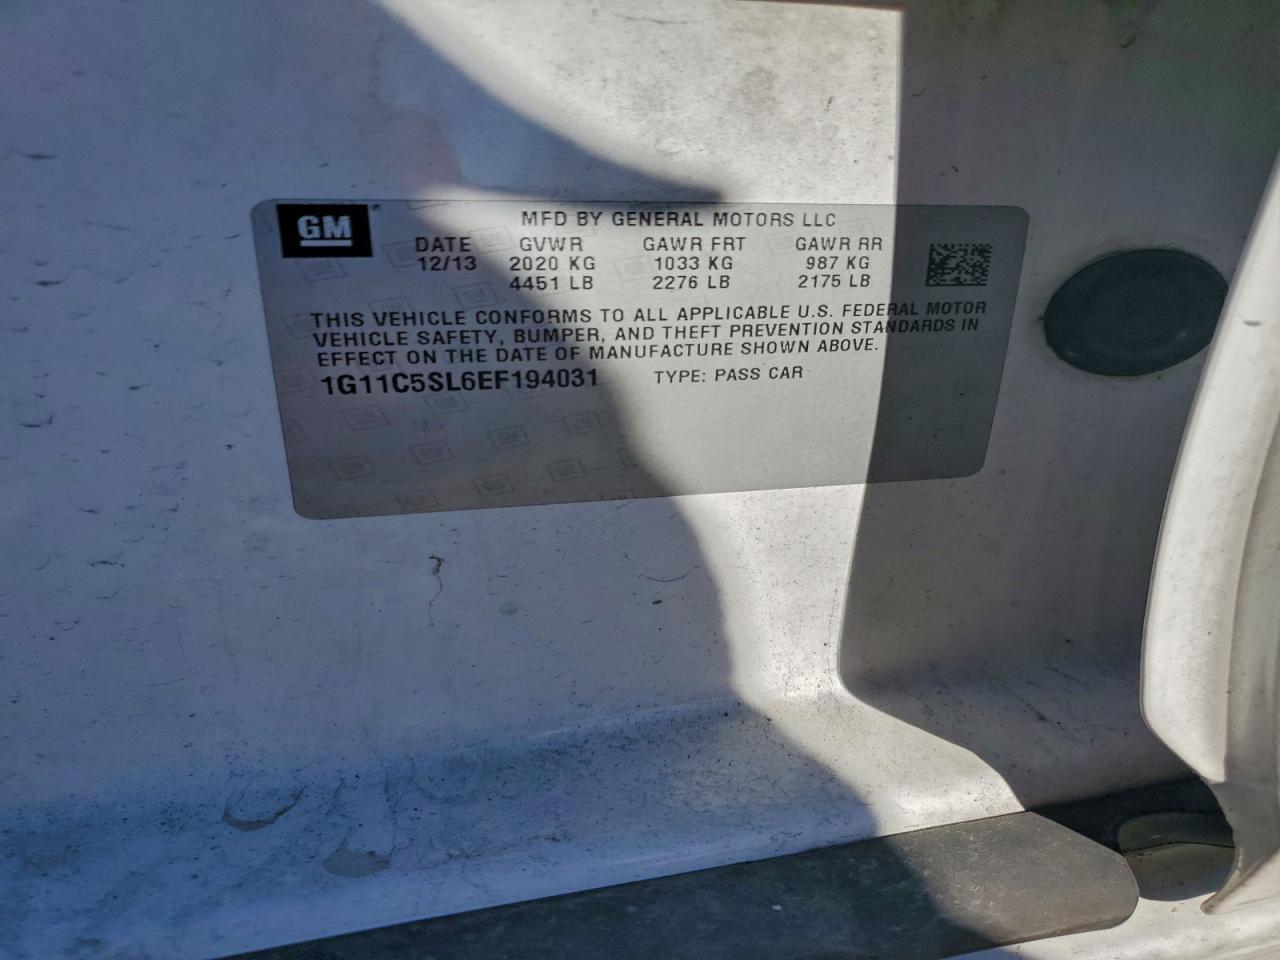 GM
MFD BY GENERAL MOTORS LLC
DATE GVWR GAWR FRT GAWR RR
12/13 2020 KG 1033 KG 987 KG
4451 LB 2276 LB 2175 LB
THIS VEHICLE CONFORMS TO ALL APPLICABLE U.S. FEDERAL MOTOR
VEHICLE SAFETY, BUMPER, AND THEFT PREVENTION STANDARDS IN
EFFECT ON THE DATE OF MANUFACTURE SHOWN ABOVE.
1G11C5SL6EF194031 TYPE: PASS CAR